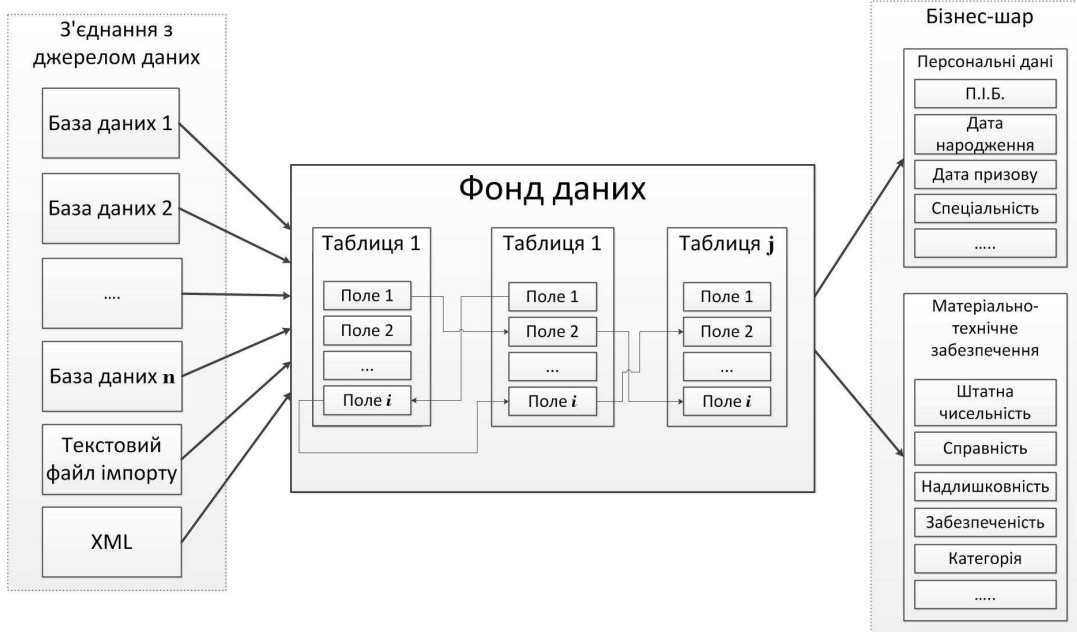 З'єднання з
джерелом даних
База даних 1
База даних 2
....
База даних n
Текстовий
файл імпорту
XML
Фонд даних
Таблиця 1
Поле 1
Поле 2
...
Поле i
Таблиця 1
Поле 1
Поле 2
...
Поле i
Таблиця j
Поле 1
Поле 2
...
Поле i
Бізнес-шар
Персональні дані
П.І.Б.
Дата
народження
Дата призову
Спеціальність
.....
Матеріально-
технічне
забезпечення
Штатна
чисельність
Справність
Надлишковність
Забезпеченість
Категорія
.....